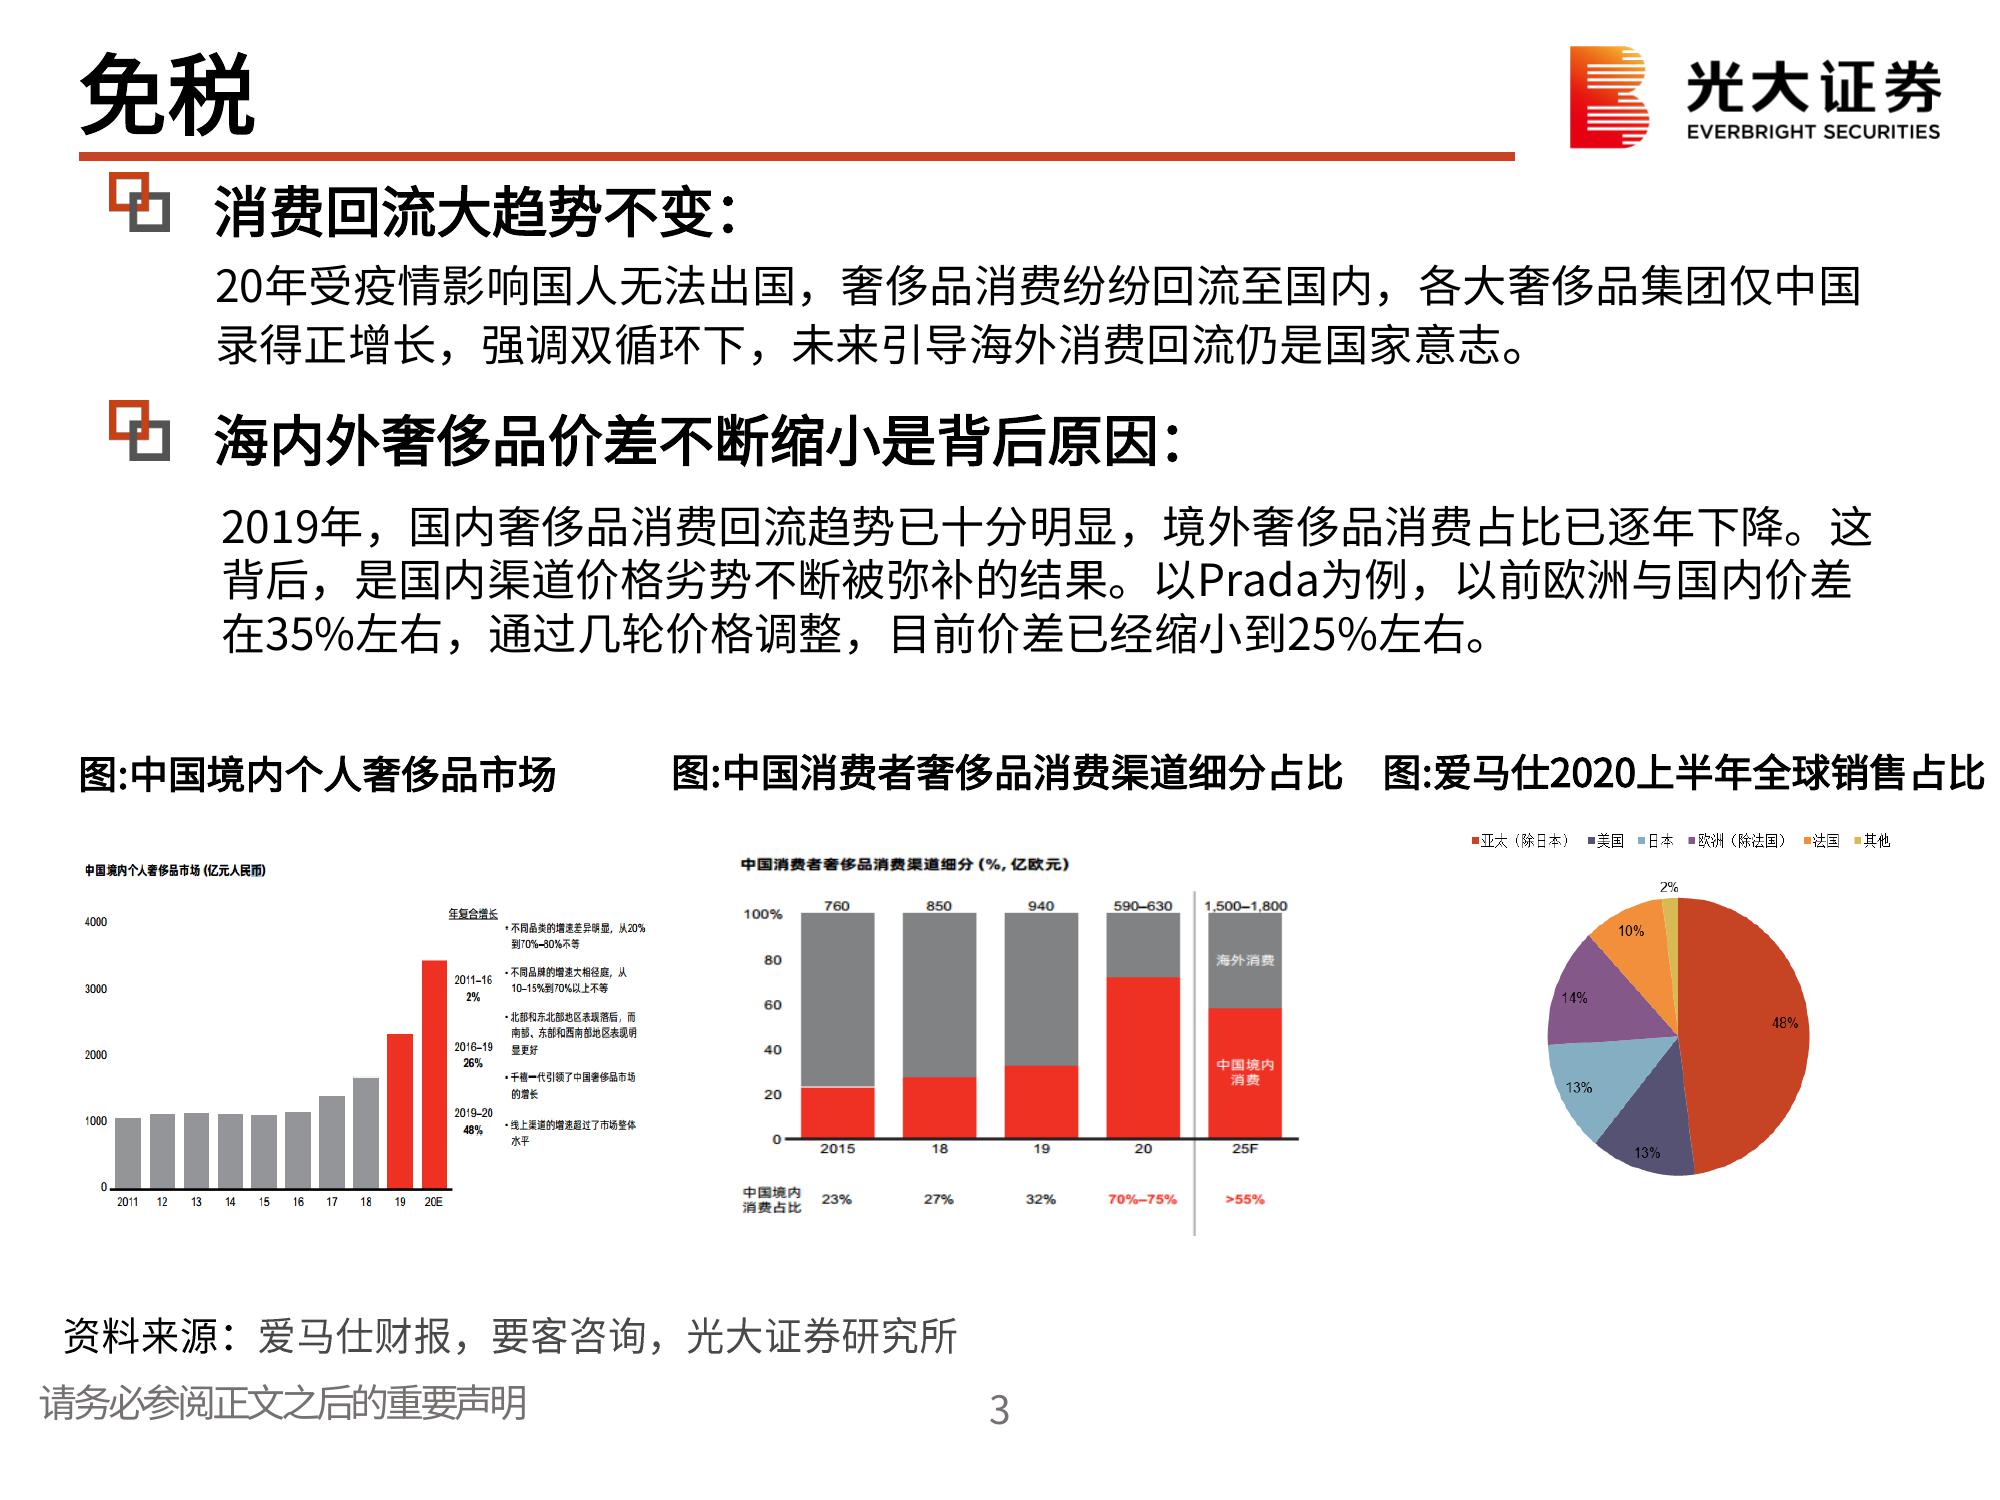 免税
光大证券
EVERBRIGHT SECURITIES
消费回流大趋势不变：
20年受疫情影响国人无法出国，奢侈品消费纷纷回流至国内，各大奢侈品集团仅中国
录得正增长，强调双循环下，未来引导海外消费回流仍是国家意志。
海内外奢侈品价差不断缩小是背后原因：
2019年，国内奢侈品消费回流趋势已十分明显，境外奢侈品消费占比已逐年下降。这
背后，是国内渠道价格劣势不断被弥补的结果。以Prada为例，以前欧洲与国内价差
在35%左右，通过几轮价格调整，目前价差已经缩小到25%左右。
图:中国境内个人奢侈品市场
图:中国消费者奢侈品消费渠道细分占比
图:爱马仕2020上半年全球销售占比
中国境内个人奢侈品市场 (亿元人民币)
4000
3000
2000
1000
0
2011 12 13 14 15 16 17 18 19 20E
年复合增长
2011–16
2%
2016–19
26%
2019–20
48%
• 不同品类的增速差异明显，从20%
到70%–80%不等
• 不同品牌的增速大相径庭，从
10–15%到70%以上不等
• 北部和东北部地区表现落后，而
南部、东部和西南部地区表现明
显更好
• 千禧一代引领了中国奢侈品市场
的增长
• 线上渠道的增速超过了市场整体
水平
中国消费者奢侈品消费渠道细分 (%, 亿欧元)
760 850 940 590–630 1,500–1,800
100%
80
60
40
20
0
海外消费
中国境内
消费
2015 18 19 20 25F
中国境内
消费占比
23% 27% 32% 70%–75% >55%
亚太（除日本） 美国 日本 欧洲（除法国） 法国 其他
2%
10%
14%
48%
13%
13%
资料来源：爱马仕财报，要客咨询，光大证券研究所
请务必参阅正文之后的重要声明
3